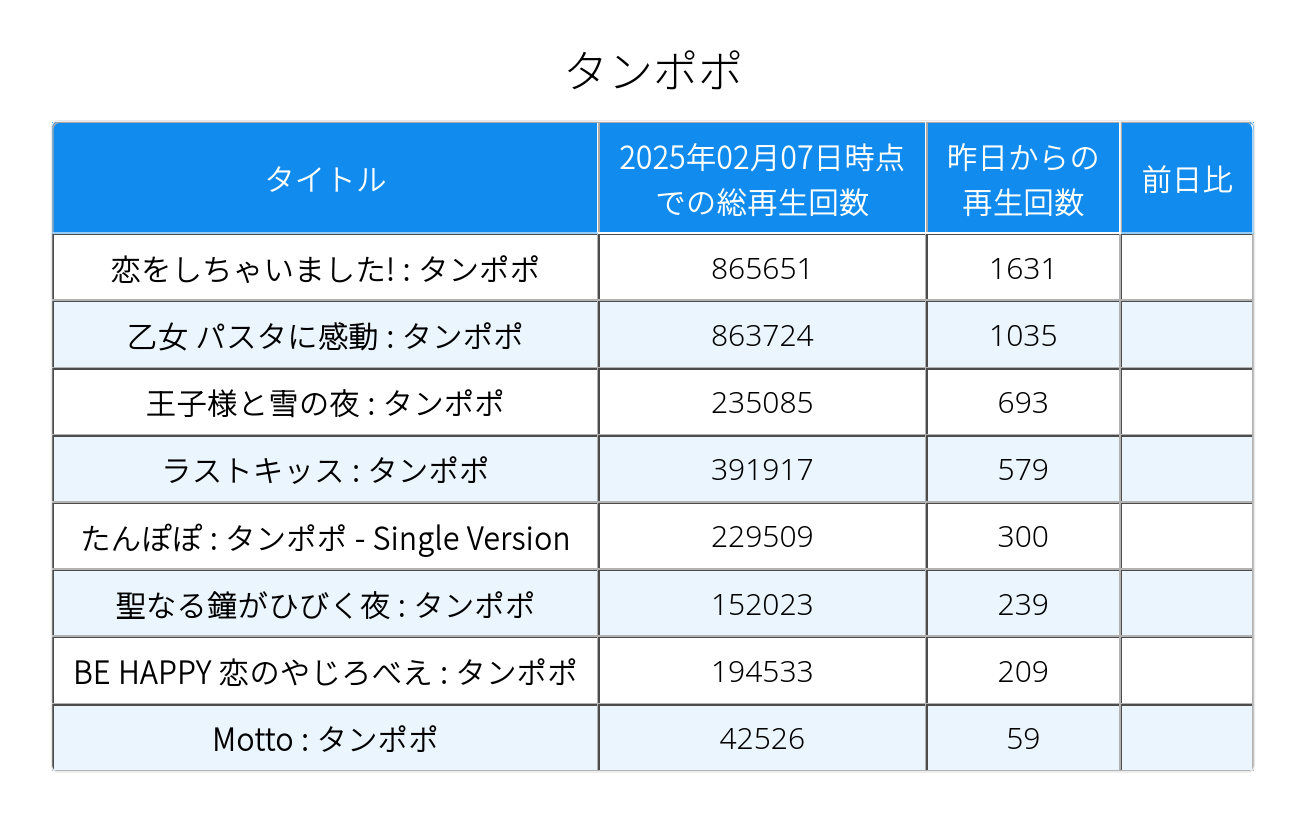 タンポポ
タイトル
2025年02月07日時点
での総再生回数
昨日からの
再生回数
前日比
恋をしちゃいました! : タンポポ 865651 1631
乙女 パスタに感動 : タンポポ 863724 1035
王子様と雪の夜 : タンポポ 235085 693
ラストキッス : タンポポ 391917 579
たんぽぽ : タンポポ - Single Version 229509 300
聖なる鐘がひびく夜 : タンポポ 152023 239
BE HAPPY 恋のやじろべえ : タンポポ 194533 209
Motto : タンポポ 42526 59